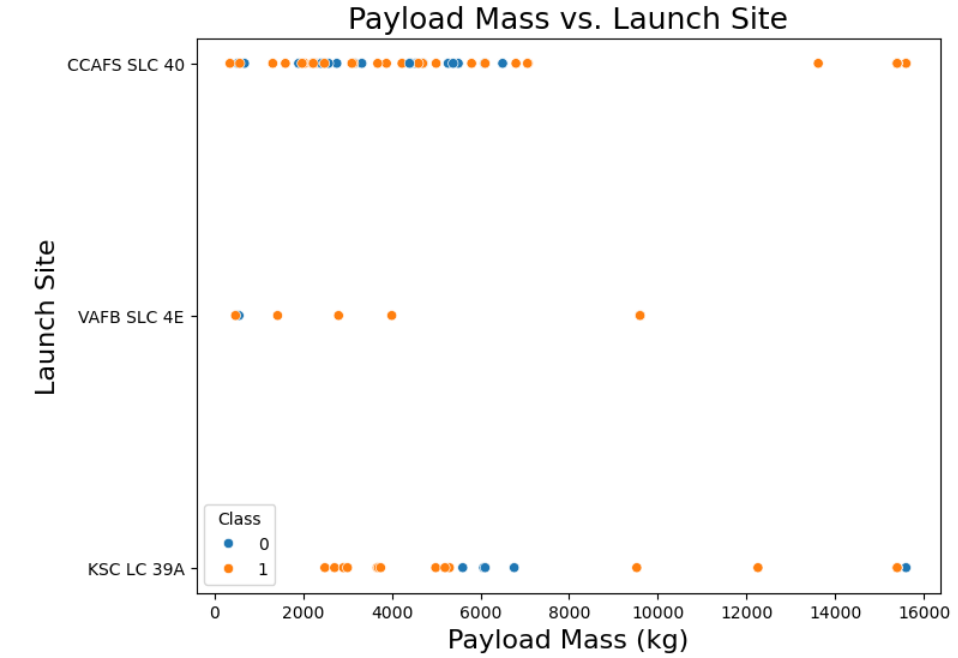 Payload Mass vs. Launch Site
Launch Site
CCAFS SLC 40
VAFB SLC 4E
KSC LC 39A
Class
0
1
0 2000 4000 6000 8000 10000 12000 14000 16000
Payload Mass (kg)